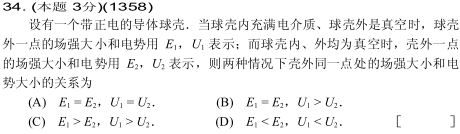 34. (本题 3分)(1358)
设有一个带正电的导体球壳．当球壳内充满电介质、球壳外是真空时，球壳
外一点的场强大小和电势用 E₁，U₁ 表示；而球壳内、外均为真空时，壳外一点
的场强大小和电势用 E₂，U₂ 表示，则两种情况下壳外同一点处的场强大小和电
势大小的关系为
(A) E₁ = E₂，U₁ = U₂． (B) E₁ = E₂，U₁ > U₂．
(C) E₁ > E₂，U₁ > U₂． (D) E₁ < E₂，U₁ < U₂． [ ]